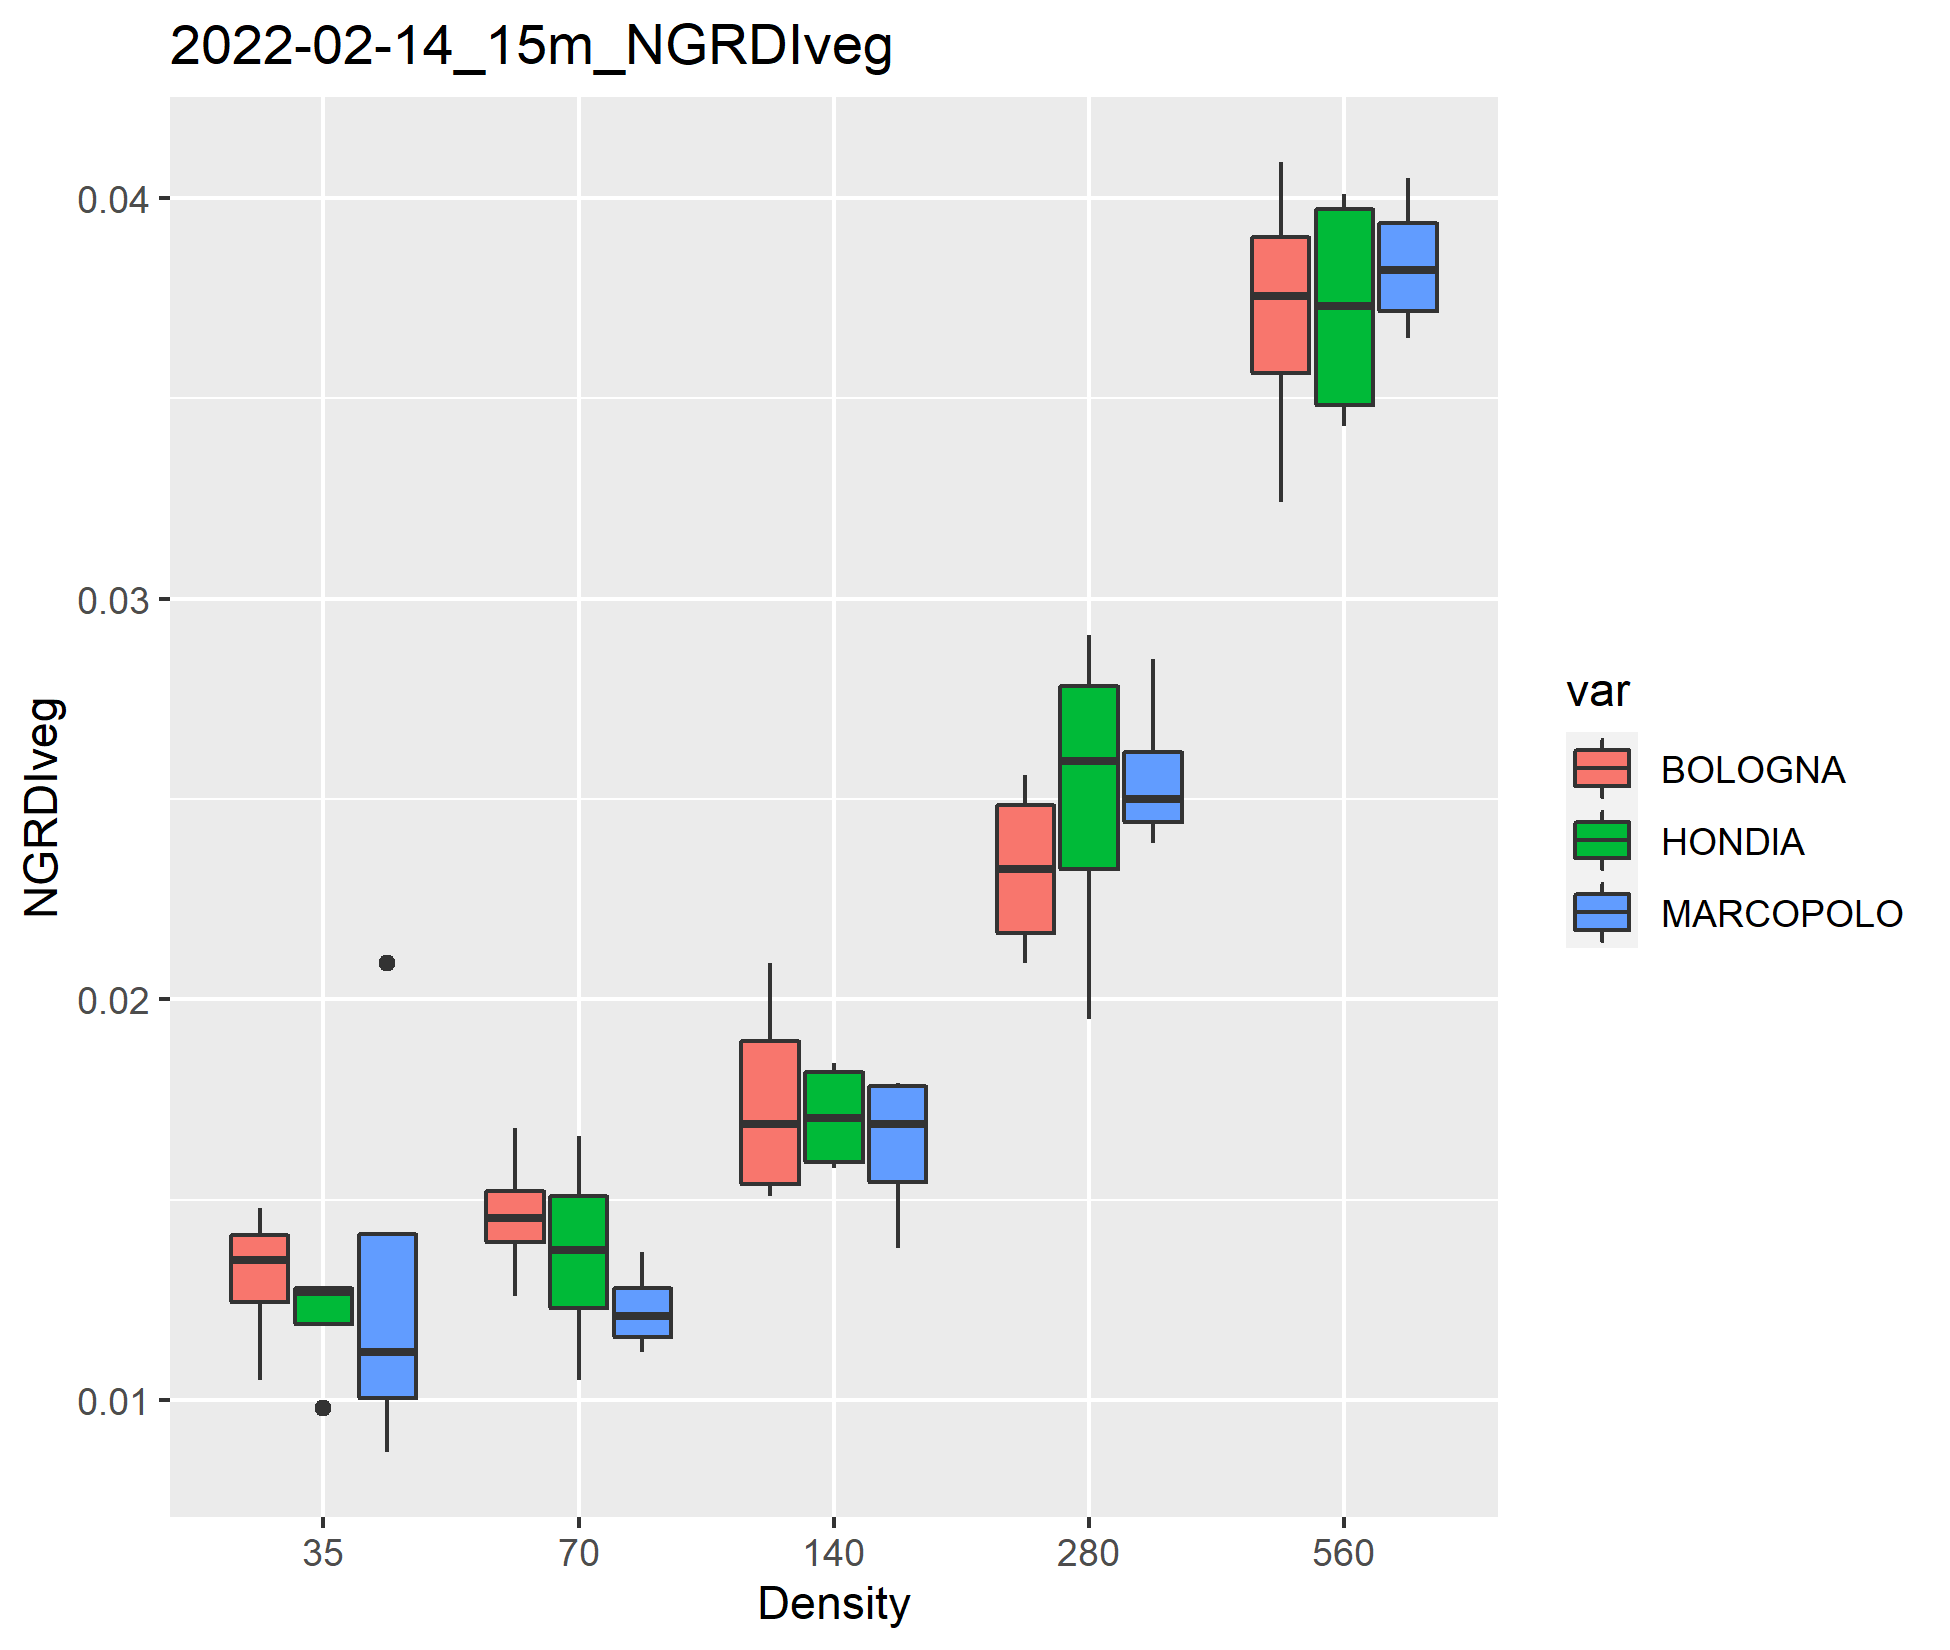 2022-02-14_15m_NGRDIveg
0.04
0.03
0.02
0.01
NGRDIveg
35 70 140 280 560
Density
var
BOLOGNA
HONDIA
MARCOPOLO